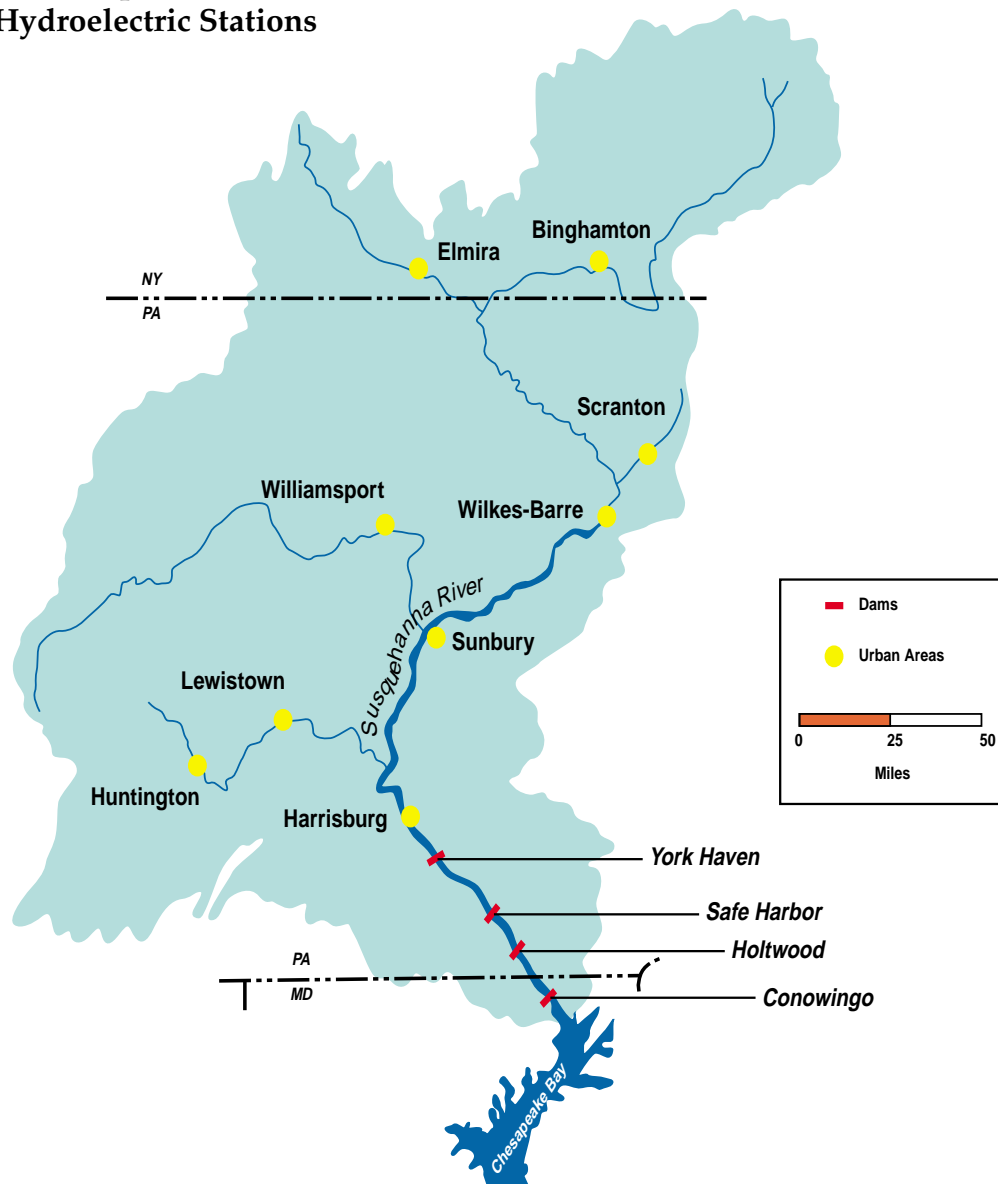 Hydroelectric Stations
Binghamton
Elmira
NY
PA
Scranton
Williamsport
Wilkes-Barre
Susquehanna River
Sunbury
Lewistown
Huntington
Harrisburg
Dams
Urban Areas
0 25 50
Miles
York Haven
Safe Harbor
Holtwood
PA
MD
Conowingo
Chesapeake Bay